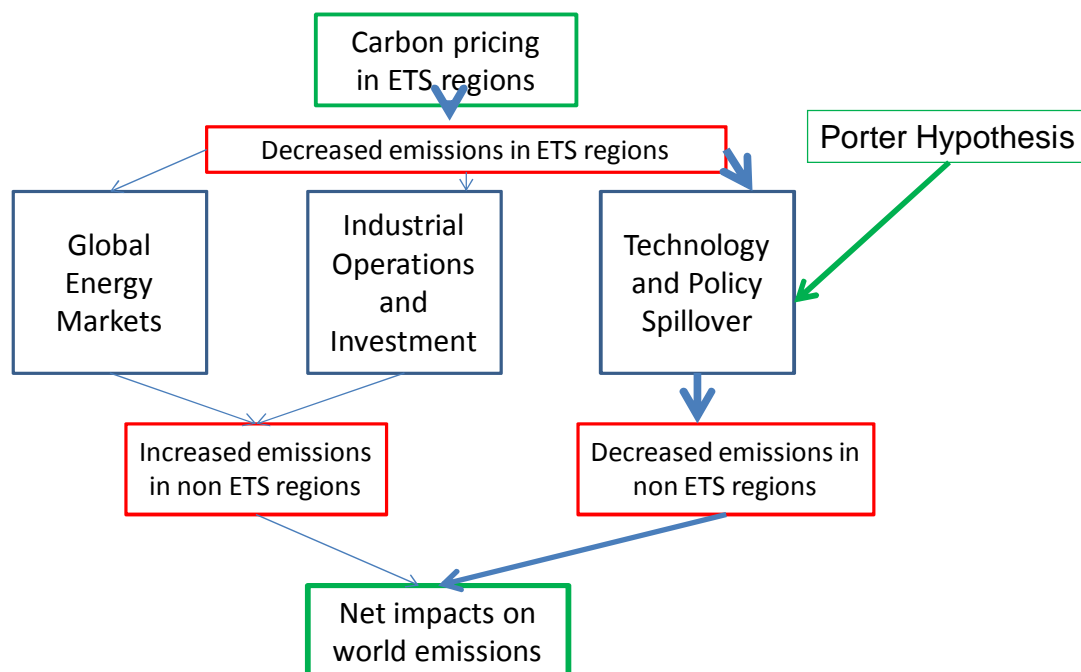 Carbon pricing
in ETS regions
Decreased emissions in ETS regions
Porter Hypothesis
Global
Energy
Markets
Industrial
Operations
and
Investment
Technology
and Policy
Spillover
Increased emissions
in non ETS regions
Decreased emissions in
non ETS regions
Net impacts on
world emissions